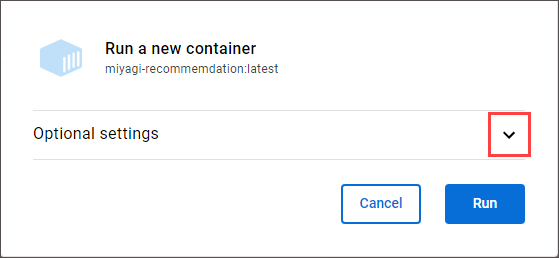 Run a new container
miyagi-recommemdation:latest
Optional settings
Cancel
Run